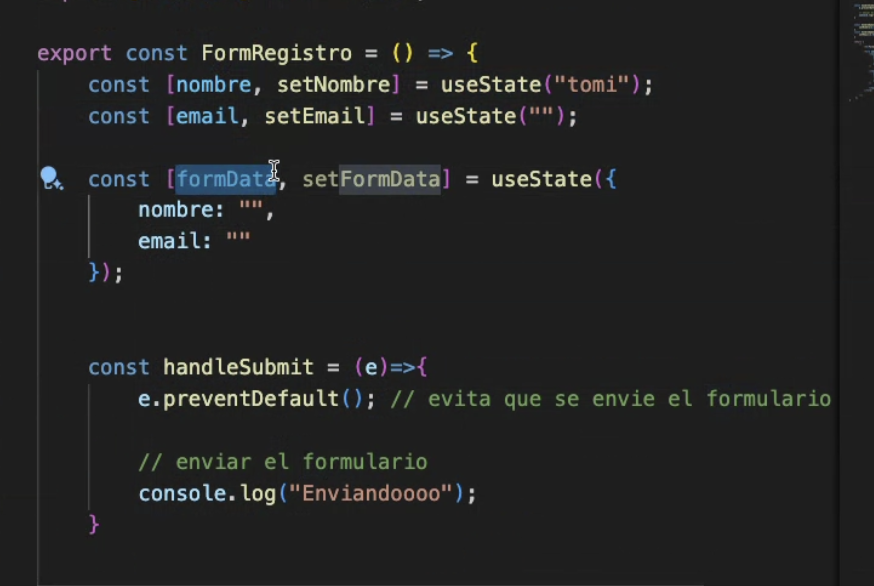 export const FormRegistro = () => {
const [nombre, setNombre] = useState("tomi");
const [email, setEmail] = useState("");
const [formData, setFormData] = useState({
nombre: "",
email: ""
});
const handleSubmit = (e)=>{
e.preventDefault(); // evita que se envie el formulario
// enviar el formulario
console.log("Enviandoooo");
}